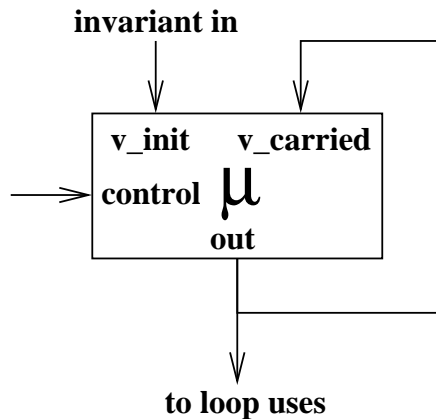 invariant in
v_init v_carried
control μ
out
to loop uses